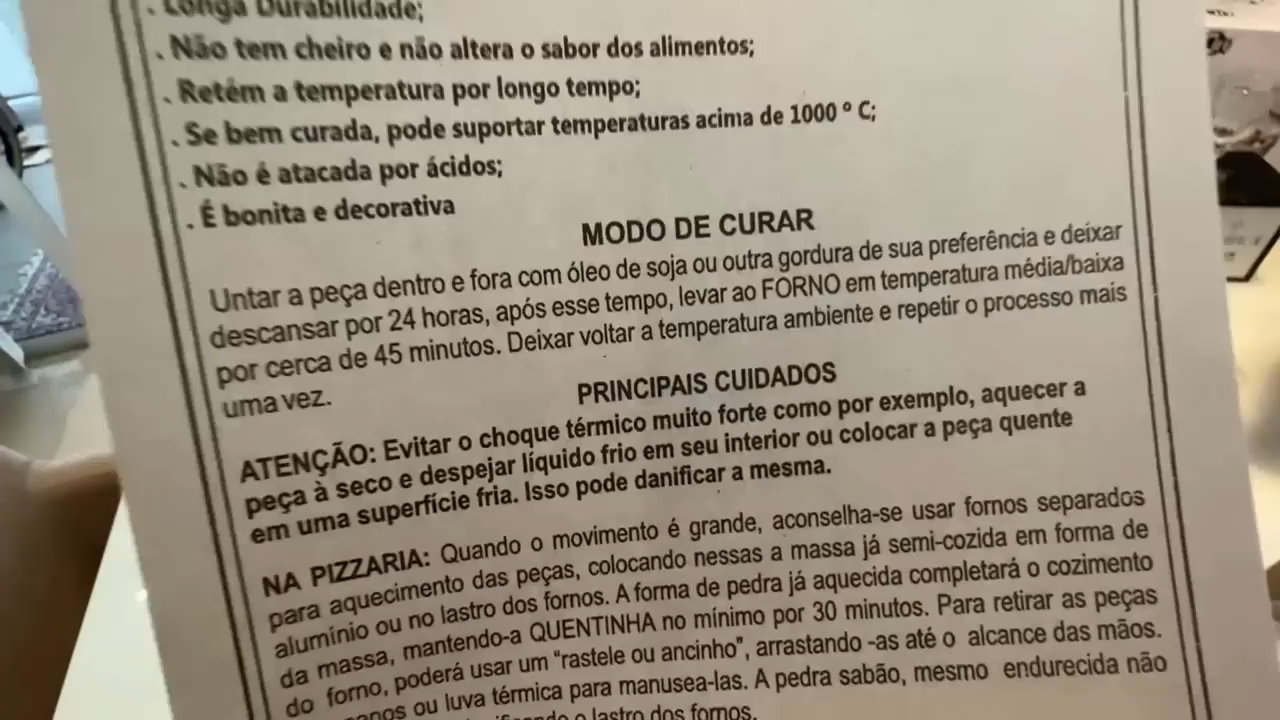 . Longa Durabilidade;
. Não tem cheiro e não altera o sabor dos alimentos;
. Retém a temperatura por longo tempo;
. Se bem curada, pode suportar temperaturas acima de 1000 º C;
. Não é atacada por ácidos;
. É bonita e decorativa
MODO DE CURAR
Untar a peça dentro e fora com óleo de soja ou outra gordura de sua preferência e deixar
descansar por 24 horas, após esse tempo, levar ao FORNO em temperatura média/baixa
por cerca de 45 minutos. Deixar voltar a temperatura ambiente e repetir o processo mais
uma vez.
PRINCIPAIS CUIDADOS
ATENÇÃO: Evitar o choque térmico muito forte como por exemplo, aquecer a
peça à seco e despejar líquido frio em seu interior ou colocar a peça quente
em uma superfície fria. Isso pode danificar a mesma.
NA PIZZARIA: Quando o movimento é grande, aconselha-se usar fornos separados
para aquecimento das peças, colocando nessas a massa já semi-cozida em forma de
alumínio ou no lastro dos fornos. A forma de pedra já aquecida completará o cozimento
da massa, mantendo-a QUENTINHA no mínimo por 30 minutos. Para retirar as peças
do forno, poderá usar um “rastele ou ancinho”, arrastando -as até o alcance das mãos.
ou luva térmica para manusea-las. A pedra sabão, mesmo endurecida não
o lastro dos fornos.